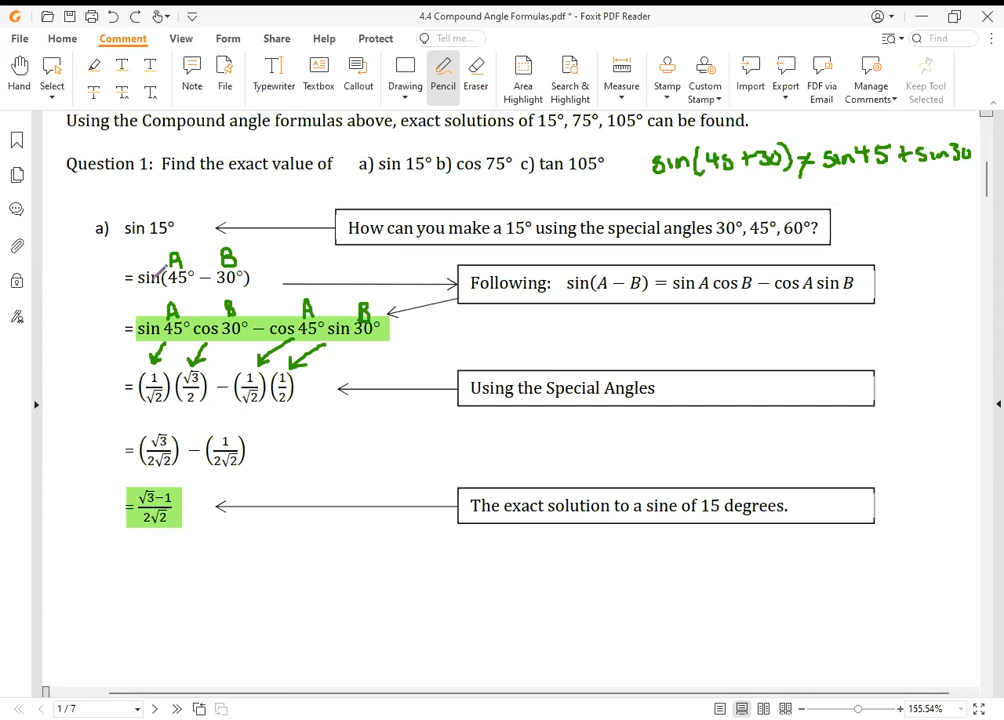 4.4 Compound Angle Formulas.pdf * - Foxit PDF Reader
File Home Comment View Form Share Help Protect Tell me... Find
Hand Select Note File Typewriter Textbox Callout Drawing Pencil Eraser Area Highlight Search & Highlight Measure Stamp Custom Stamp Import Export FDF via Email Manage Comments Keep Tool Selected
Using the Compound angle formulas above, exact solutions of 15°, 75°, 105° can be found.
sin(45+30) ≠ sin45 + sin30
Question 1: Find the exact value of a) sin 15° b) cos 75° c) tan 105°
a) sin 15°
How can you make a 15° using the special angles 30°, 45°, 60°?
A B
= sin(45° − 30°)
Following: sin(A − B) = sin A cos B − cos A sin B
A B A B
= sin 45° cos 30° − cos 45° sin 30°
= (1/√2)(√3/2) − (1/√2)(1/2)
Using the Special Angles
= (√3/2√2) − (1/2√2)
= √3−1/2√2
The exact solution to a sine of 15 degrees.
1 / 7
155.54%